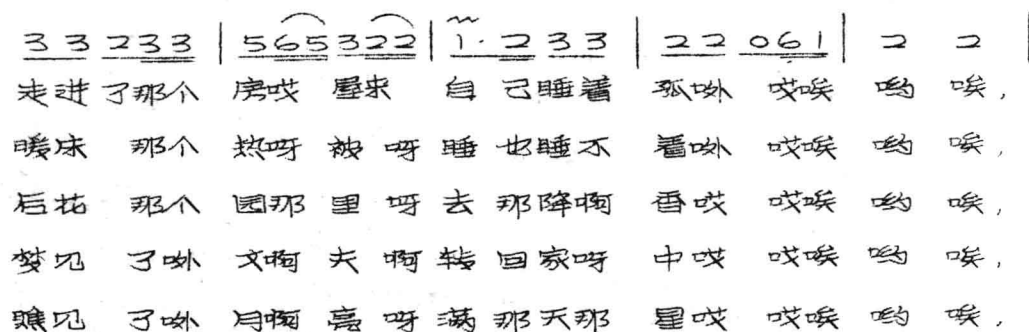 3 3 2 3 3 | 5 6 5 3 2 2 | 1· 2 3 3 | 2 2 0 6 1 | 2 2 |
走进了那个 房哎 屋来 自己睡着 孤呦 哎唉 哟 唉,
暖床 那个 热呀 被 呀 睡 也睡不 着呦 哎唉 哟 唉,
后花 那个 园那 里 呀 去 那降啊 香哎 哎唉 哟 唉,
梦见 了呦 丈啊 夫 啊 转 回家呀 中哎 哎唉 哟 唉,
瞧见 了呦 月啊 亮 呀 满 那天那 星哎 哎唉 哟 唉,